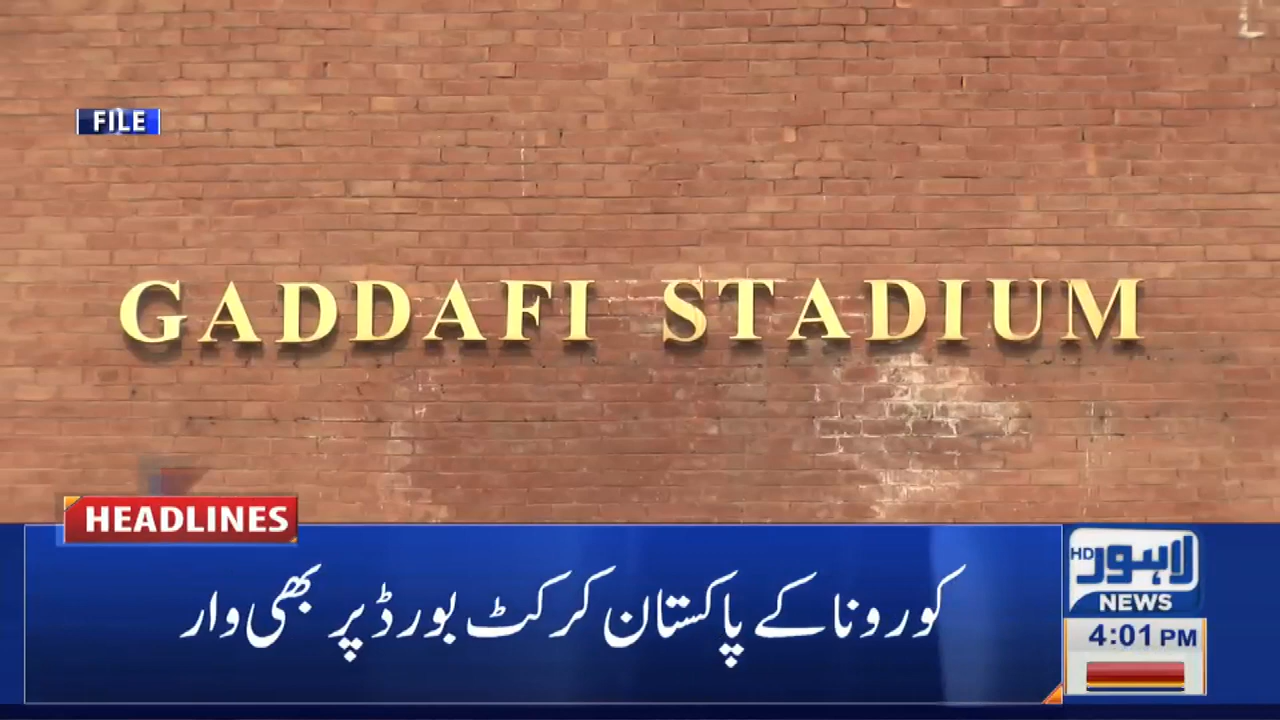 FILE
GADDAFI STADIUM
HEADLINES
کورونا کے پاکستان کرکٹ بورڈ پر بھی وار
لاہور HD
NEWS
4:01 PM